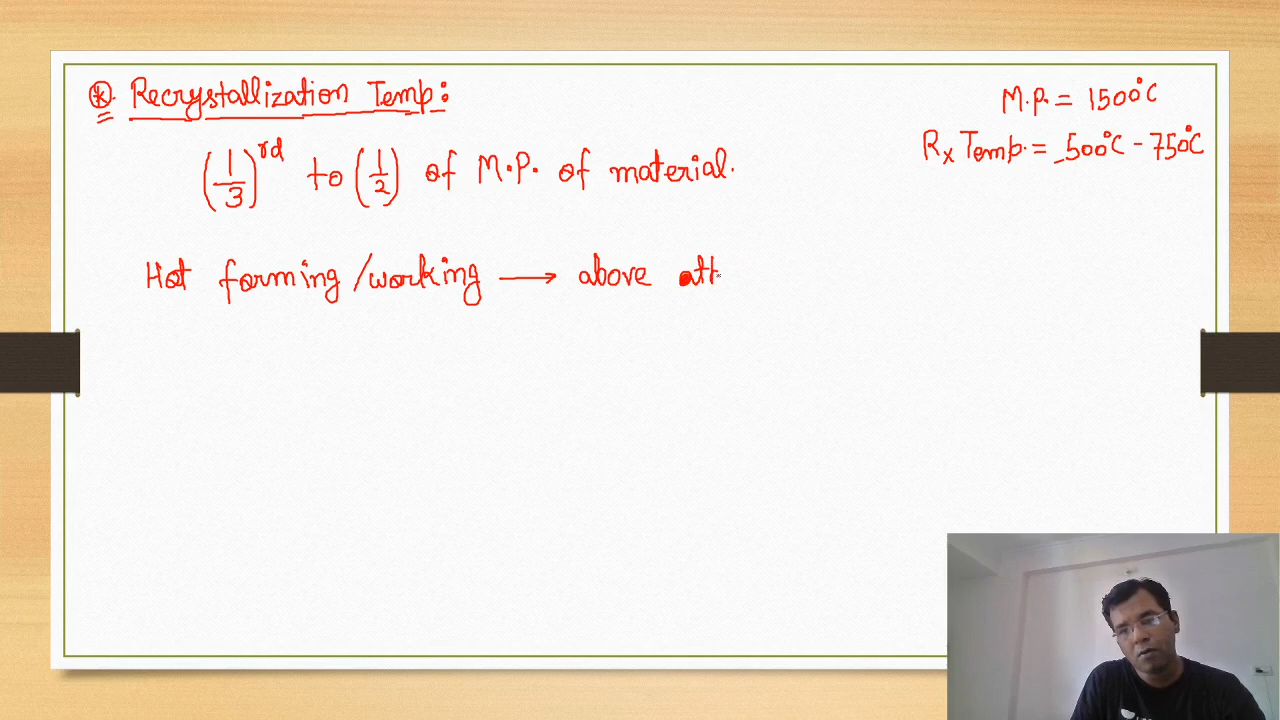 * Recrystallization Temp:
M.P. = 1500°C
Rx Temp. = 500°C - 750°C
(1/3)rd to (1/2) of M.P. of material.
Hot forming/working → above